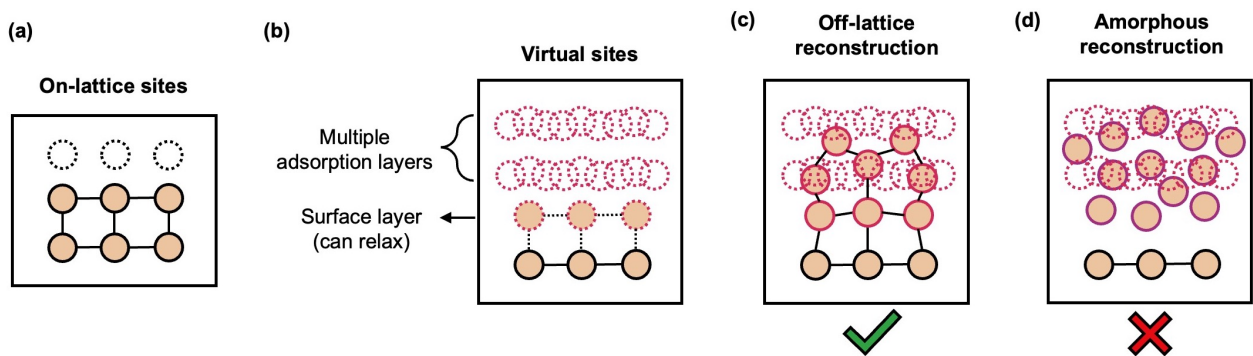 (a)
On-lattice sites
(b)
Virtual sites
Multiple
adsorption layers
Surface layer
(can relax)
(c)
Off-lattice
reconstruction
(d)
Amorphous
reconstruction